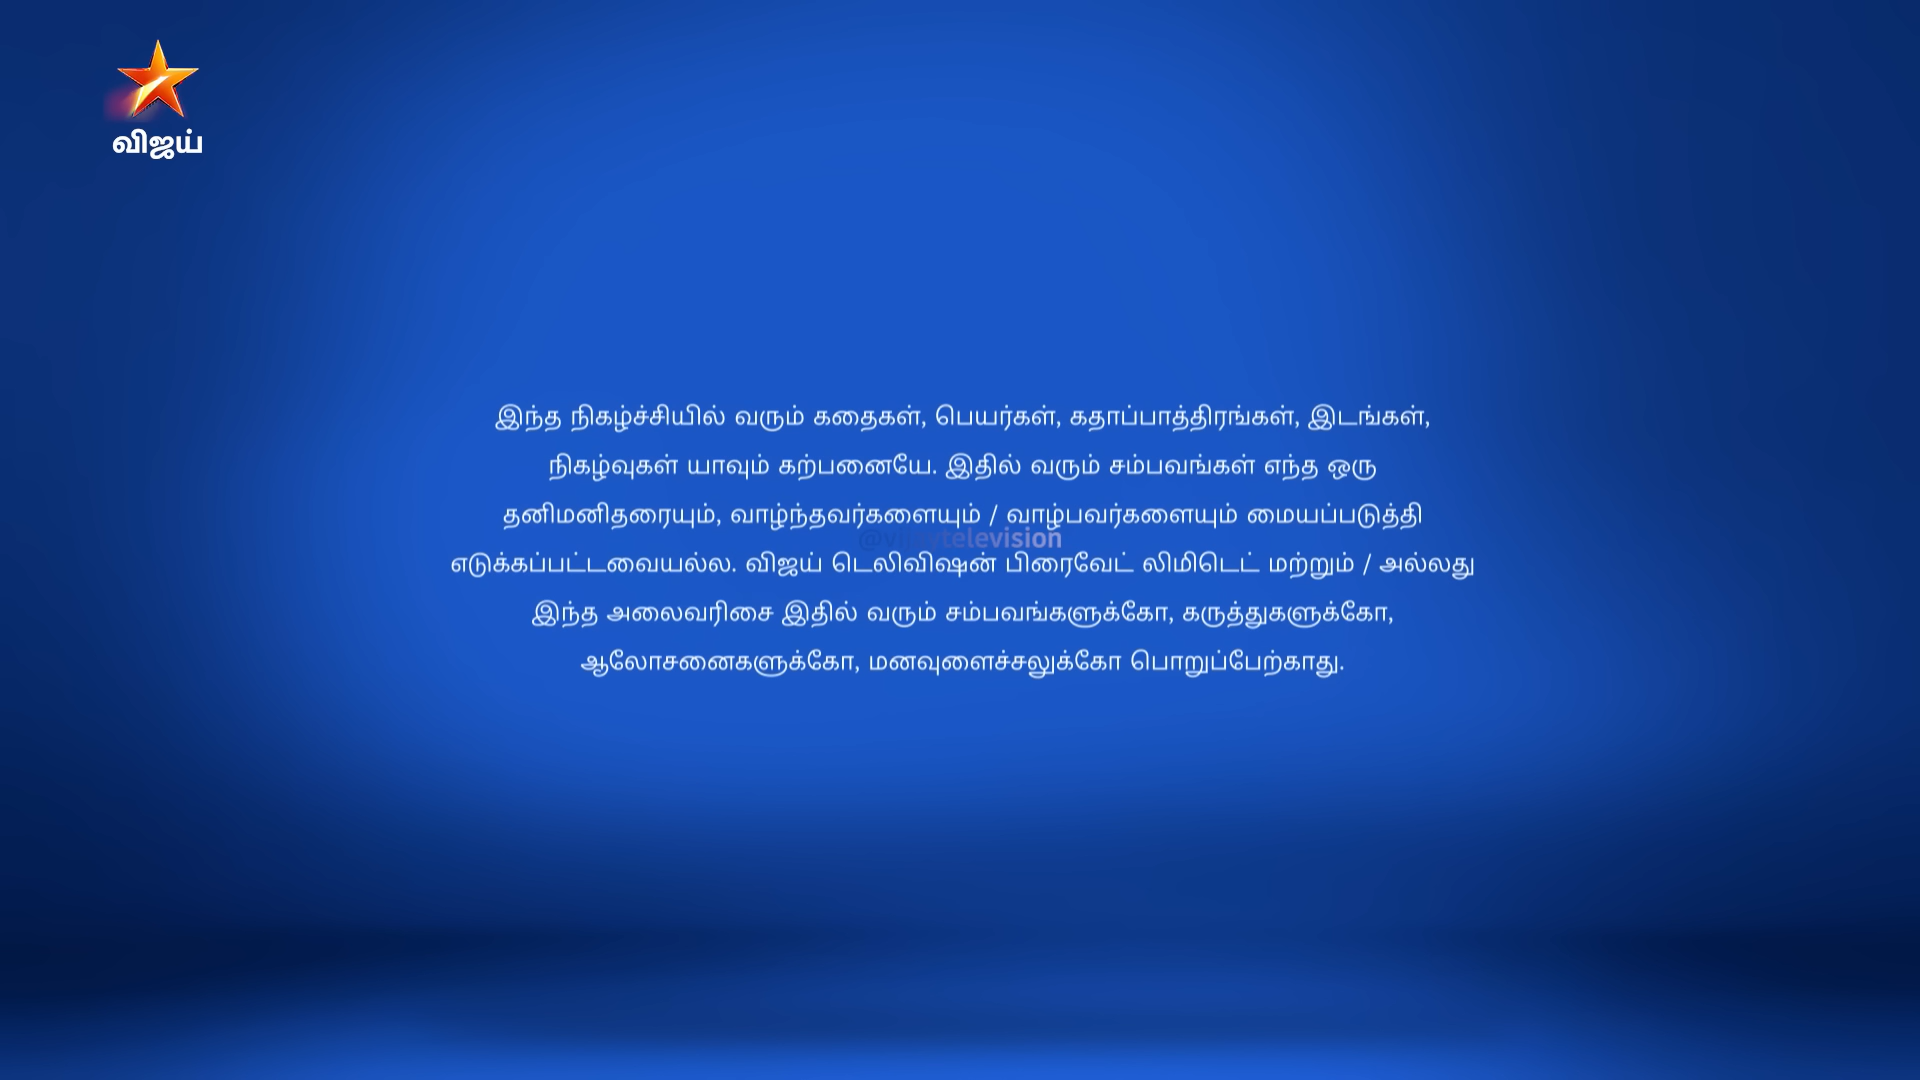 விஜய்
இந்த நிகழ்ச்சியில் வரும் கதைகள், பெயர்கள், கதாப்பாத்திரங்கள், இடங்கள்,
நிகழ்வுகள் யாவும் கற்பனையே. இதில் வரும் சம்பவங்கள் எந்த ஒரு
தனிமனிதரையும், வாழ்ந்தவர்களையும் / வாழ்பவர்களையும் மையப்படுத்தி
@vijaytelevision
எடுக்கப்பட்டவையல்ல. விஜய் டெலிவிஷன் பிரைவேட் லிமிடெட் மற்றும் / அல்லது
இந்த அலைவரிசை இதில் வரும் சம்பவங்களுக்கோ, கருத்துகளுக்கோ,
ஆலோசனைகளுக்கோ, மனவுளைச்சலுக்கோ பொறுப்பேற்காது.